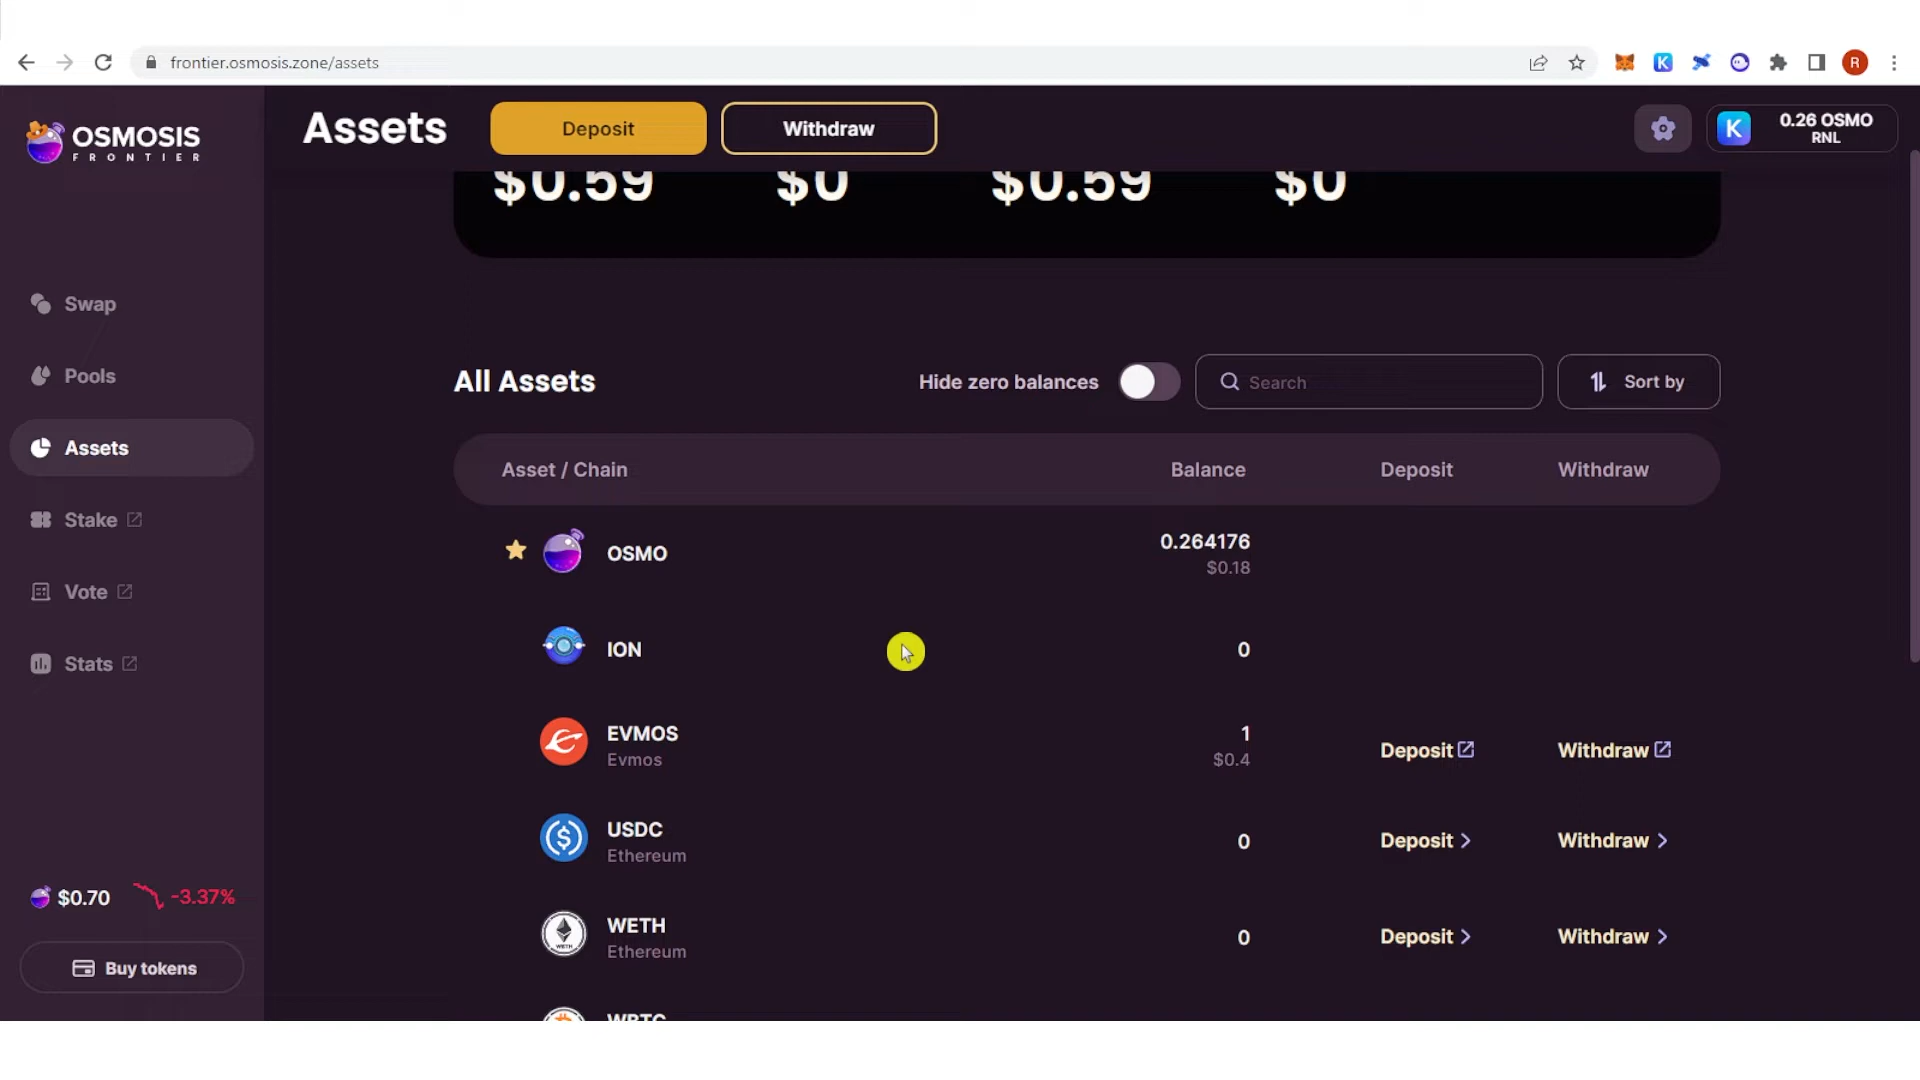 frontier.osmosis.zone/assets
R
OSMOSIS
FRONTIER
Assets
Deposit
Withdraw
K
0.26 OSMO
RNL
$0.59
$0
$0.59
$0
Swap
Pools
Assets
Stake
Vote
Stats
$0.70
-3.37%
Buy tokens
All Assets
Hide zero balances
Search
Sort by
Asset / Chain
Balance
Deposit
Withdraw
OSMO
0.264176
$0.18
ION
0
EVMOS
Evmos
1
$0.4
Deposit
Withdraw
USDC
Ethereum
0
Deposit
Withdraw
WETH
Ethereum
0
Deposit
Withdraw
WBTC